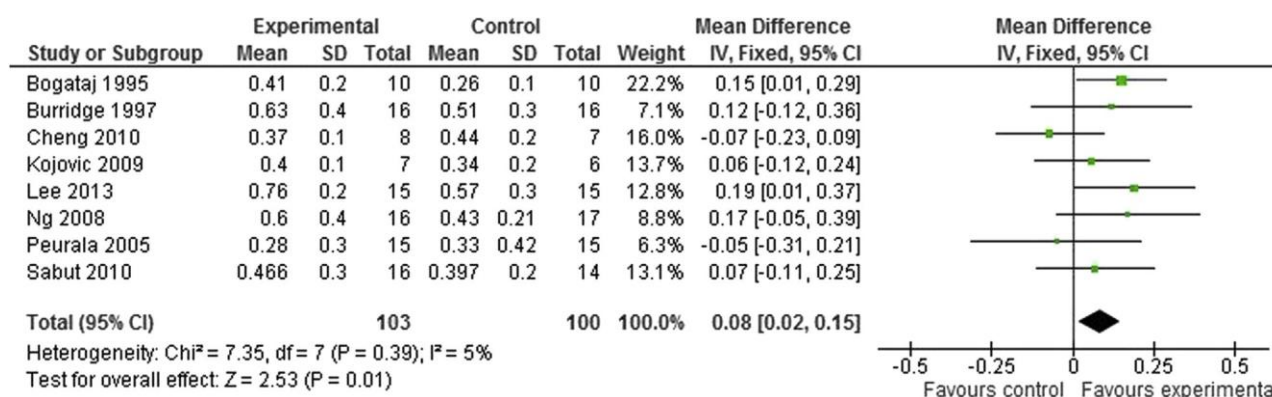 Experimental Control Mean Difference Mean Difference
Study or Subgroup Mean SD Total Mean SD Total Weight IV, Fixed, 95% CI IV, Fixed, 95% CI
Bogataj 1995 0.41 0.2 10 0.26 0.1 10 22.2% 0.15 [0.01, 0.29]
Burridge 1997 0.63 0.4 16 0.51 0.3 16 7.1% 0.12 [-0.12, 0.36]
Cheng 2010 0.37 0.1 8 0.44 0.2 7 16.0% -0.07 [-0.23, 0.09]
Kojovic 2009 0.4 0.1 7 0.34 0.2 6 13.7% 0.06 [-0.12, 0.24]
Lee 2013 0.76 0.2 15 0.57 0.3 15 12.8% 0.19 [0.01, 0.37]
Ng 2008 0.6 0.4 16 0.43 0.21 17 8.8% 0.17 [-0.05, 0.39]
Peurala 2005 0.28 0.3 15 0.33 0.42 15 6.3% -0.05 [-0.31, 0.21]
Sabut 2010 0.466 0.3 16 0.397 0.2 14 13.1% 0.07 [-0.11, 0.25]
Total (95% CI) 103 100 100.0% 0.08 [0.02, 0.15]
Heterogeneity: Chi² = 7.35, df = 7 (P = 0.39); I² = 5%
Test for overall effect: Z = 2.53 (P = 0.01)
-0.5 -0.25 0 0.25 0.5
Favours control Favours experimenta